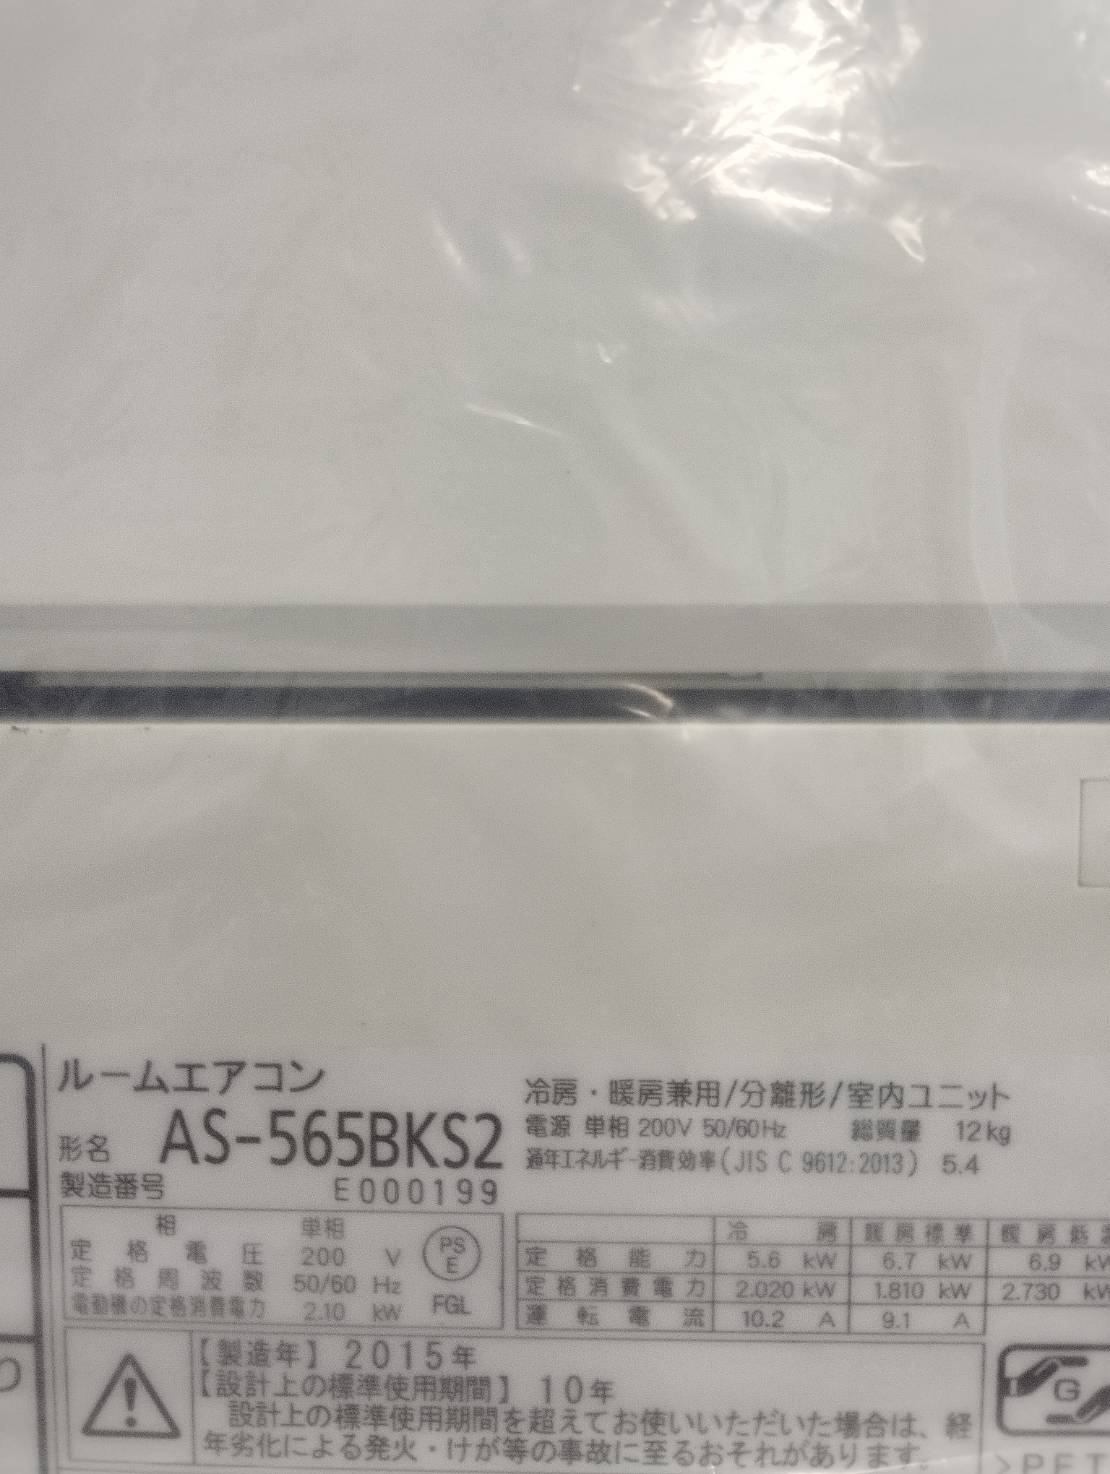 ルームエアコン
形名 AS-565BKS2
製造番号 E000199
冷房・暖房兼用/分離形/室内ユニット
電源 単相 200V 50/60Hz 総質量 12kg
通年エネルギー消費効率(JIS C 9612:2013) 5.4
相 単相
定格電圧 200 V
定格周波数 50/60 Hz
電動機の定格消費電力 2.10 kW
PS
E
FGL
冷房 暖房標準 暖房低温
定格能力 5.6 kW 6.7 kW 6.9 kW
定格消費電力 2.020 kW 1.810 kW 2.730 kW
運転電流 10.2 A 9.1 A
【製造年】 2015年
【設計上の標準使用期間】 10年
設計上の標準使用期間を超えてお使いいただいた場合は、経
年劣化による発火・けが等の事故に至るおそれがあります。
G
>PET